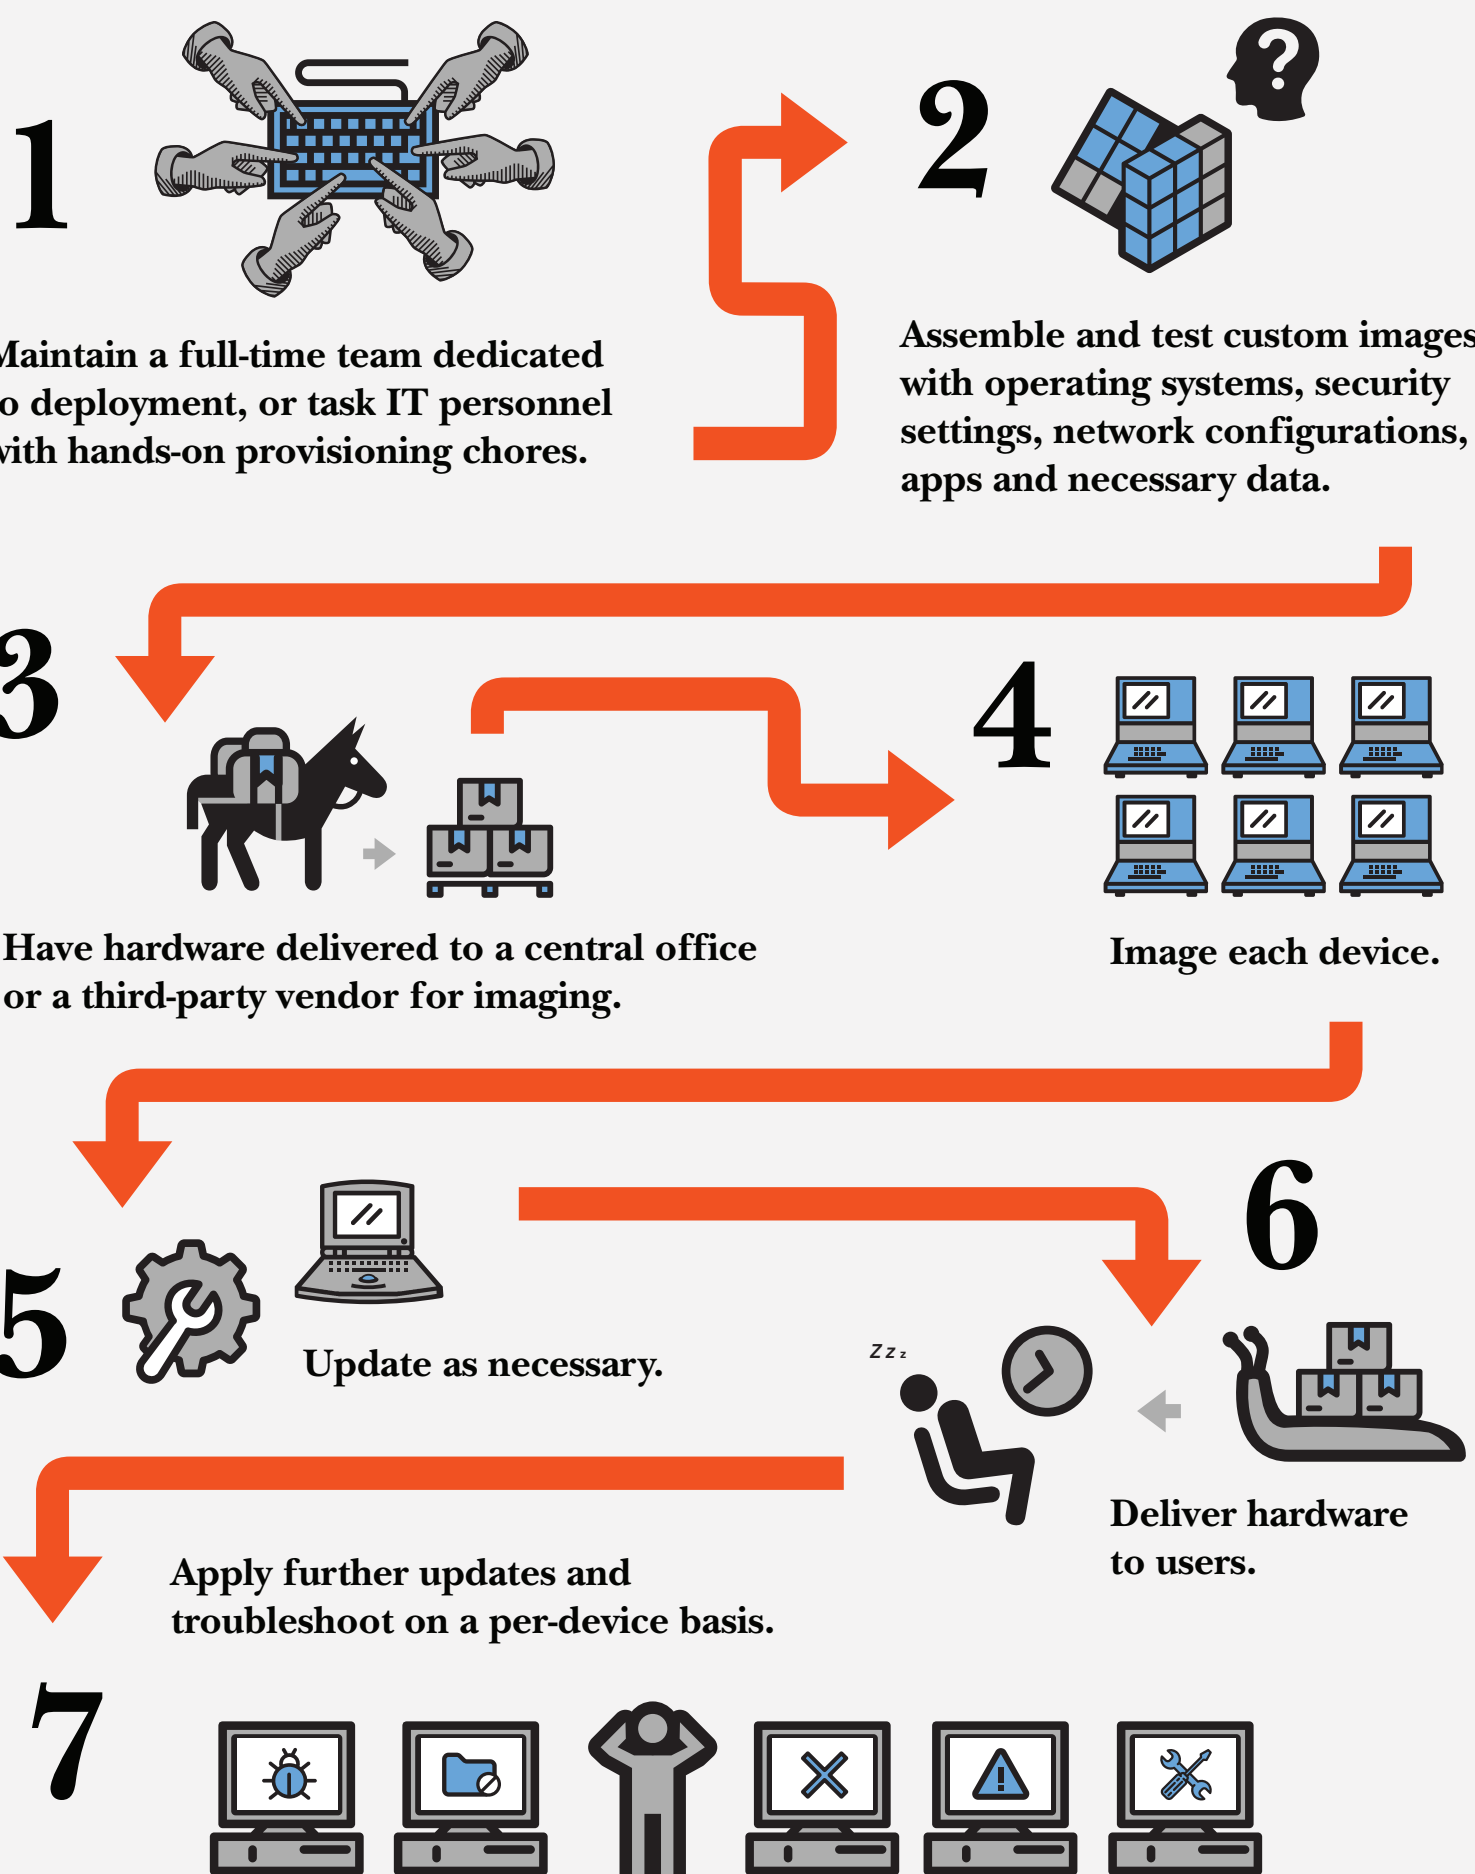 1
Maintain a full-time team dedicated
to deployment, or task IT personnel
with hands-on provisioning chores.
2
?
Assemble and test custom images
with operating systems, security
settings, network configurations,
apps and necessary data.
3
Have hardware delivered to a central office
or a third-party vendor for imaging.
4
Image each device.
5
Update as necessary.
6
Z z z
Deliver hardware
to users.
Apply further updates and
troubleshoot on a per-device basis.
7
!